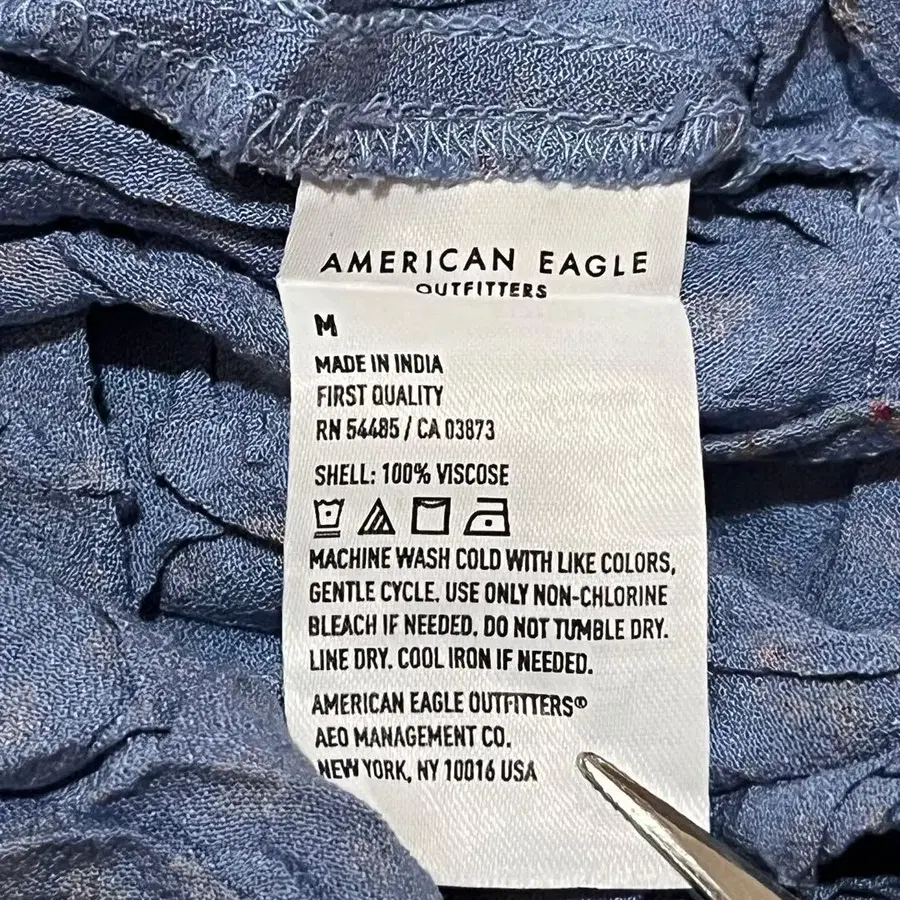 AMERICAN EAGLE
OUTFITTERS
M
MADE IN INDIA
FIRST QUALITY
RN 54485 / CA 03873
SHELL: 100% VISCOSE
MACHINE WASH COLD WITH LIKE COLORS,
GENTLE CYCLE. USE ONLY NON-CHLORINE
BLEACH IF NEEDED. DO NOT TUMBLE DRY.
LINE DRY. COOL IRON IF NEEDED.
AMERICAN EAGLE OUTFITTERS®
AEO MANAGEMENT CO.
NEW YORK, NY 10016 USA